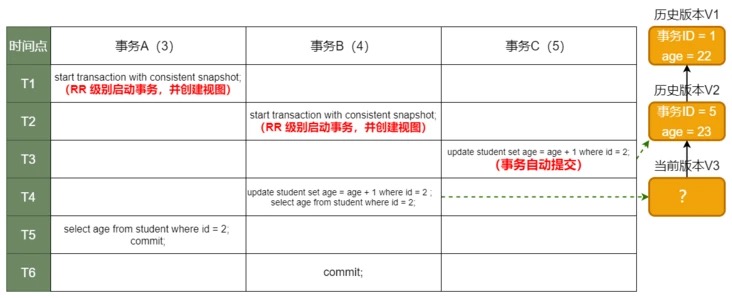 时间点 事务A（3） 事务B（4） 事务C（5）
T1 start transaction with consistent snapshot;
（RR 级别启动事务，并创建视图）
T2 start transaction with consistent snapshot;
（RR 级别启动事务，并创建视图）
T3 update student set age = age + 1 where id = 2;
（事务自动提交）
T4 update student set age = age + 1 where id = 2 ;
select age from student where id = 2;
T5 select age from student where id = 2;
commit;
T6 commit;
历史版本V1
事务ID = 1
age = 22
历史版本V2
事务ID = 5
age = 23
当前版本V3
？